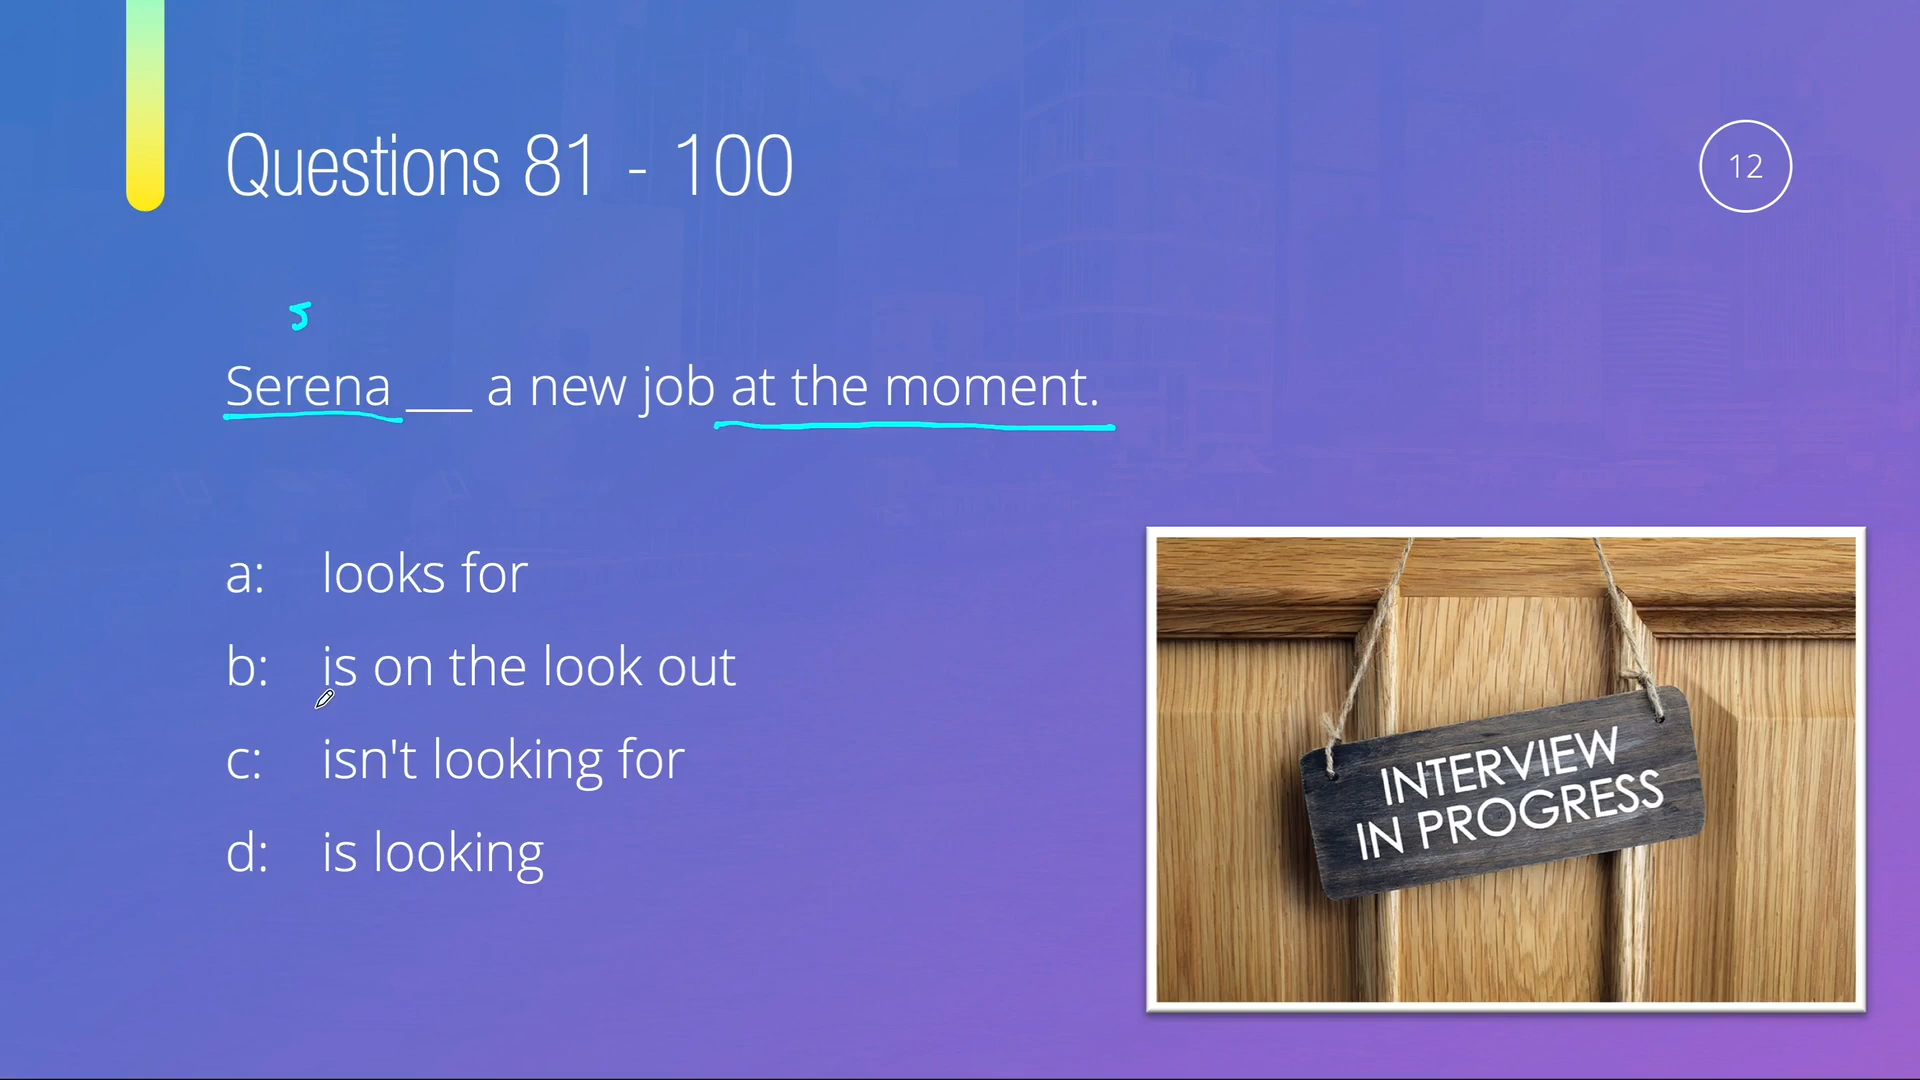 Questions 81 - 100
12
s
Serena ___ a new job at the moment.
a: looks for
b: is on the look out
c: isn't looking for
d: is looking
INTERVIEW
IN PROGRESS